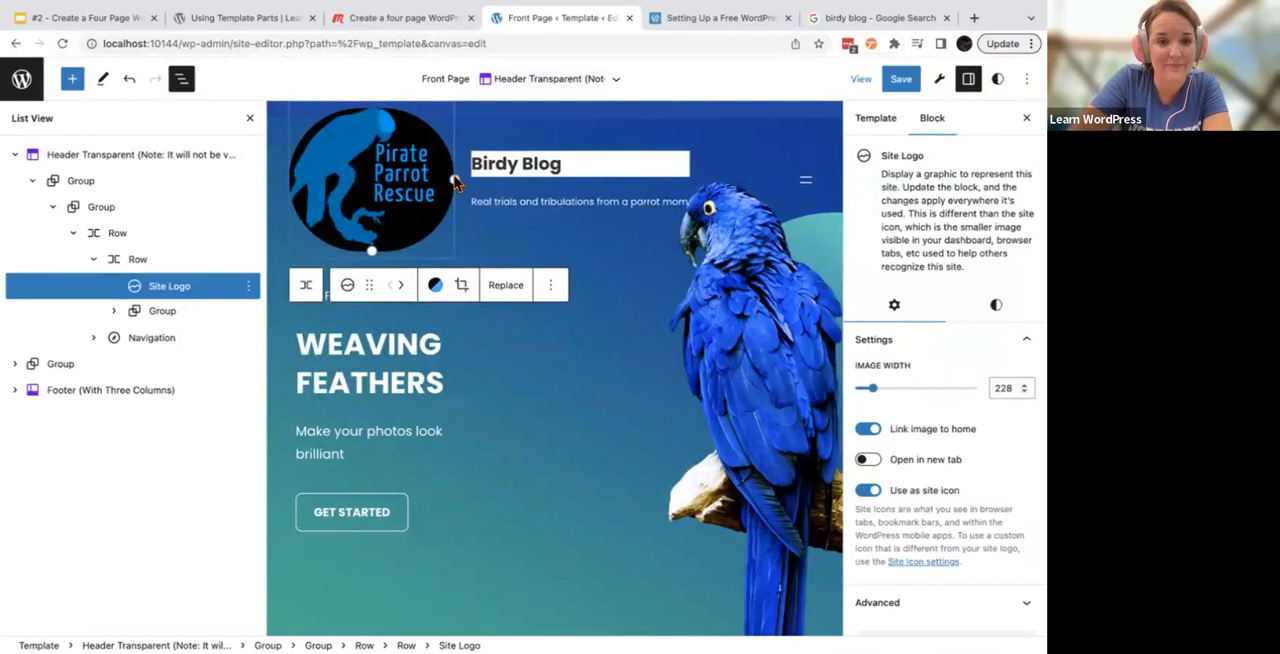 #2 - Create a Four Page W
Using Template Parts | Lea
Create a four page WordP
Front Page ‹ Template ‹ Ed
Setting Up a Free WordPre
birdy blog - Google Search
localhost:10144/wp-admin/site-editor.php?path=%2Fwp_template&canvas=edit
2
Update
Front Page
Header Transparent (Not
View
Save
List View
Header Transparent (Note: It will not be v...
Group
Group
Row
Row
Site Logo
Group
Navigation
Group
Footer (With Three Columns)
Pirate
Parrot
Rescue
Birdy Blog
Real trials and tribulations from a parrot mom
Replace
WEAVING
FEATHERS
Make your photos look
brilliant
GET STARTED
Template
Block
Site Logo
Display a graphic to represent this
site. Update the block, and the
changes apply everywhere it's
used. This is different than the site
icon, which is the smaller image
visible in your dashboard, browser
tabs, etc used to help others
recognize this site.
Settings
IMAGE WIDTH
228
Link image to home
Open in new tab
Use as site icon
Site Icons are what you see in browser
tabs, bookmark bars, and within the
WordPress mobile apps. To use a custom
icon that is different from your site logo,
use the Site Icon settings.
Advanced
Template > Header Transparent (Note: It wil... > Group > Group > Row > Row > Site Logo
Learn WordPress